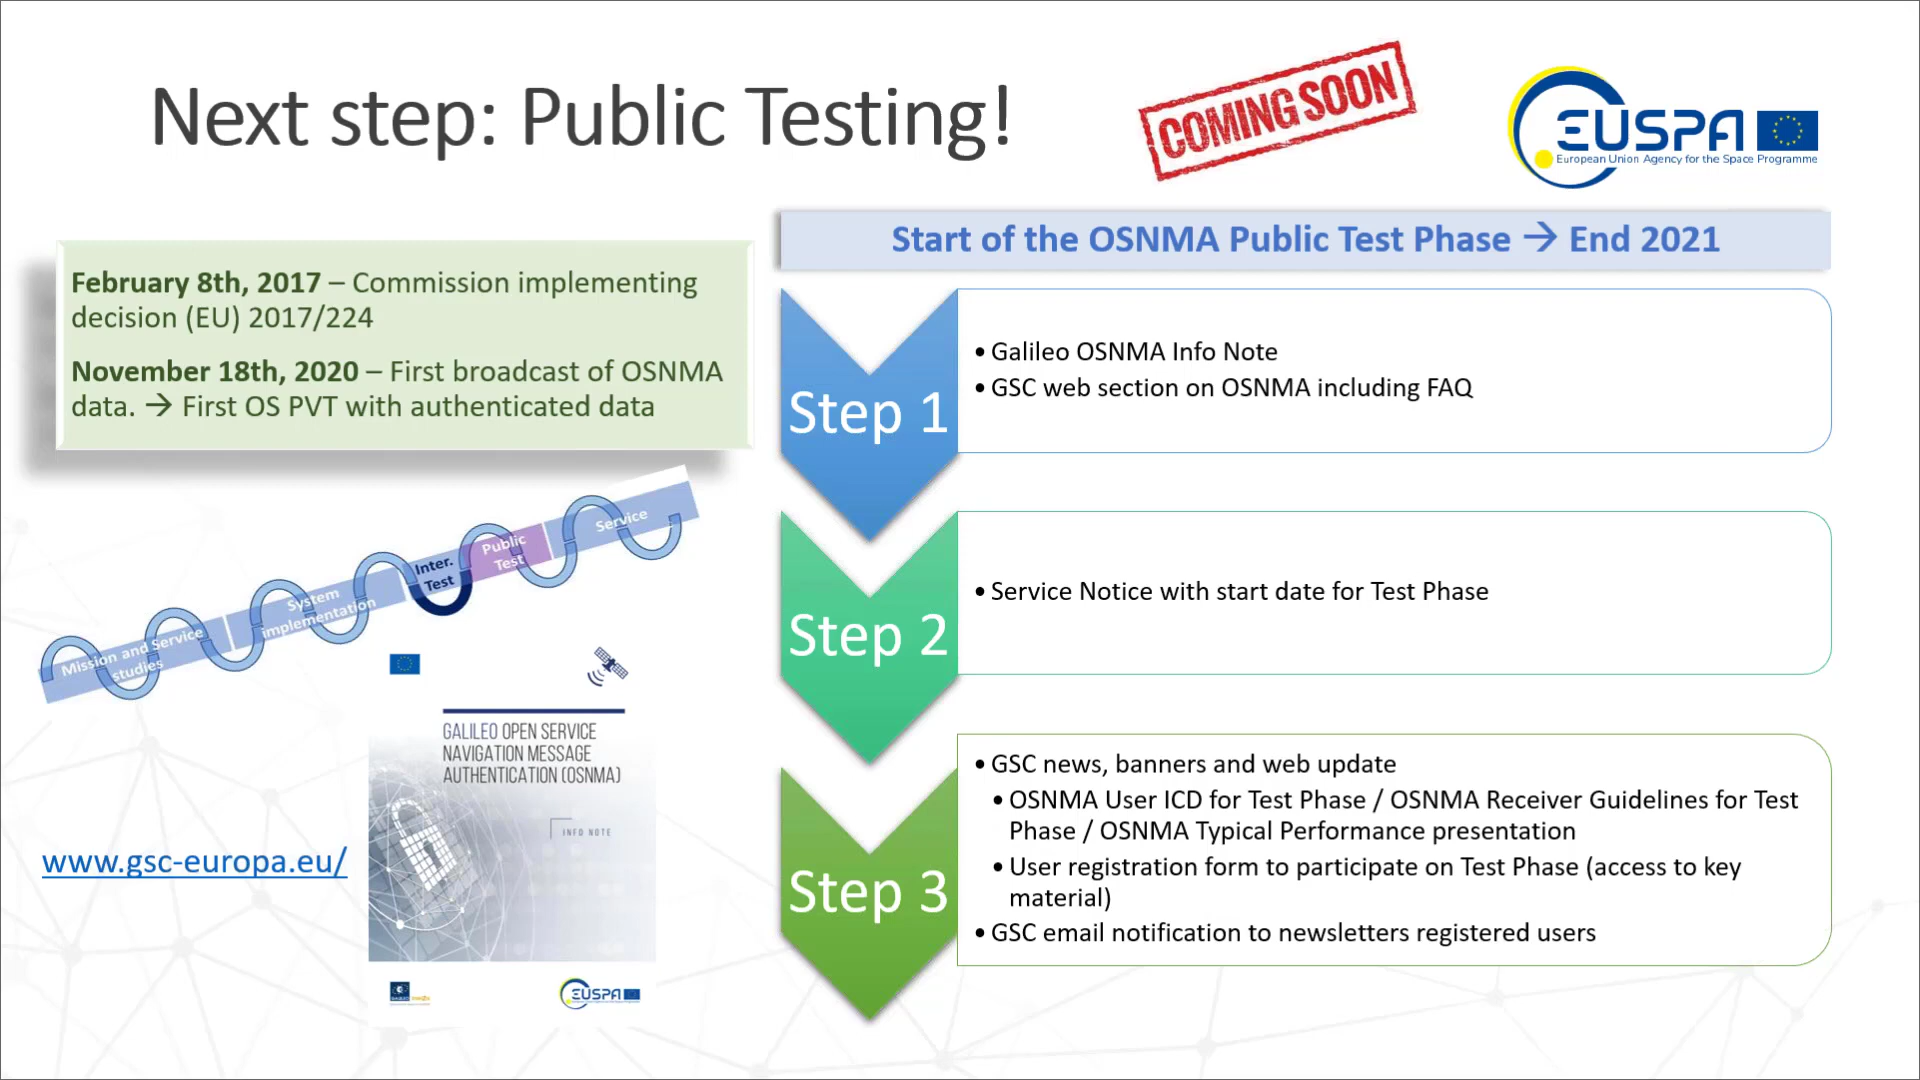 Next step: Public Testing!
COMING SOON
EUSPA
European Union Agency for the Space Programme
February 8th, 2017 – Commission implementing
decision (EU) 2017/224
November 18th, 2020 – First broadcast of OSNMA
data. → First OS PVT with authenticated data
Mission and Service
studies
System
implementation
Inter.
Test
Public
Test
Service
GALILEO OPEN SERVICE
NAVIGATION MESSAGE
AUTHENTICATION (OSNMA)
INFO NOTE
EUSPA
www.gsc-europa.eu/
Start of the OSNMA Public Test Phase → End 2021
Step 1
• Galileo OSNMA Info Note
• GSC web section on OSNMA including FAQ
Step 2
• Service Notice with start date for Test Phase
Step 3
• GSC news, banners and web update
• OSNMA User ICD for Test Phase / OSNMA Receiver Guidelines for Test
Phase / OSNMA Typical Performance presentation
• User registration form to participate on Test Phase (access to key
material)
• GSC email notification to newsletters registered users